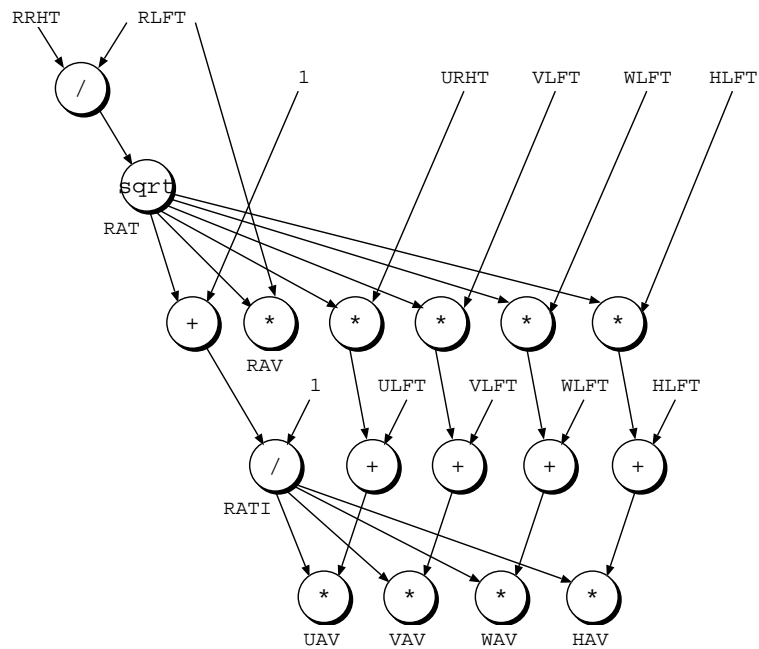 RRHT RLFT
1 URHT VLFT WLFT HLFT
/
sqrt
RAT
+ * * * * *
RAV
1 ULFT VLFT WLFT HLFT
/ + + + +
RATI
* * * *
UAV VAV WAV HAV